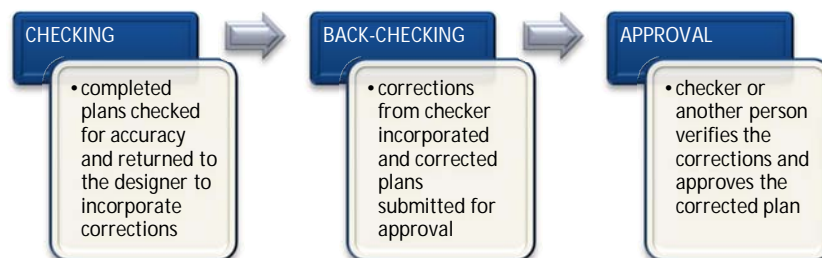 CHECKING
• completed
plans checked
for accuracy
and returned to
the designer to
incorporate
corrections
BACK-CHECKING
• corrections
from checker
incorporated
and corrected
plans
submitted for
approval
APPROVAL
• checker or
another person
verifies the
corrections and
approves the
corrected plan